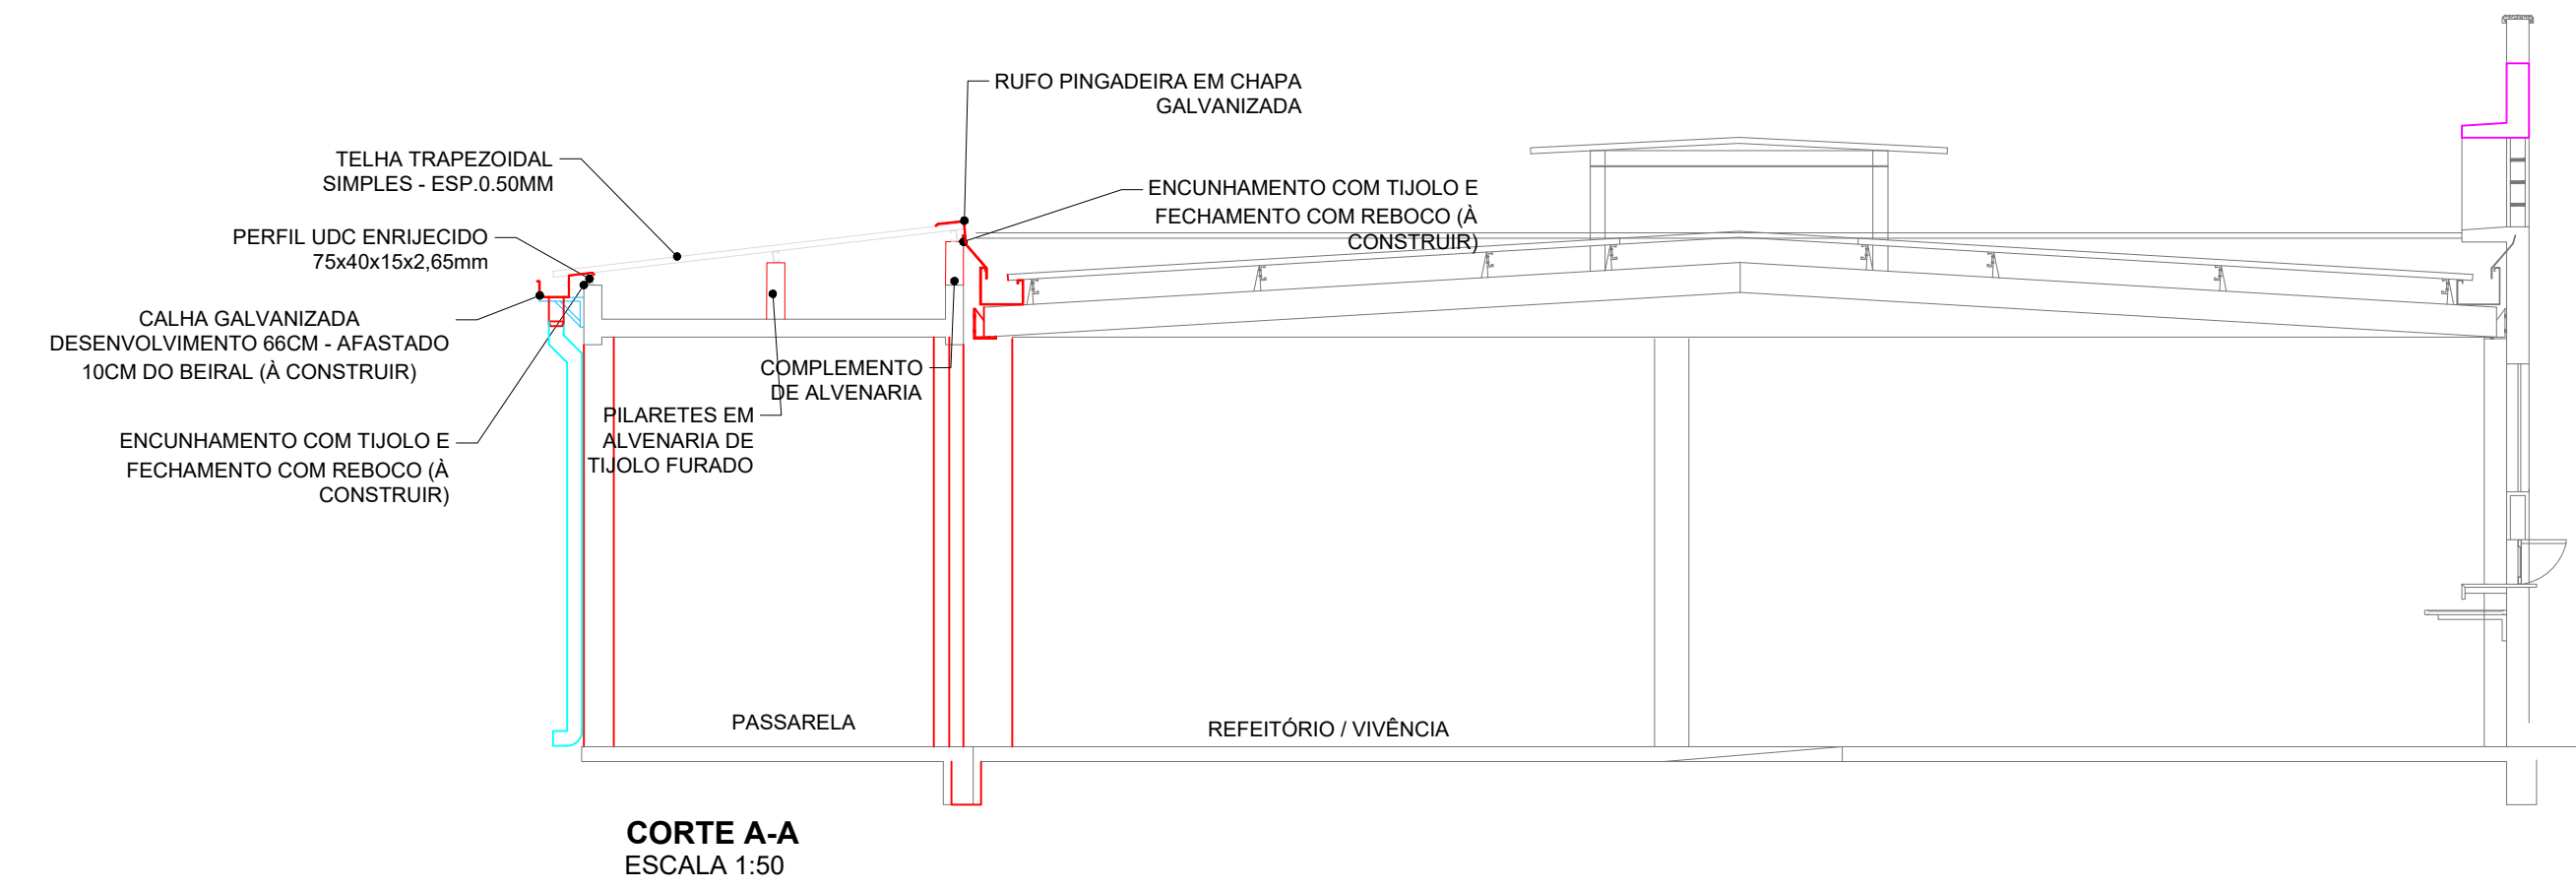 RUFO PINGADEIRA EM CHAPA
GALVANIZADA
TELHA TRAPEZOIDAL
SIMPLES - ESP.0.50MM
ENCUNHAMENTO COM TIJOLO E
FECHAMENTO COM REBOCO (À
CONSTRUIR)
PERFIL UDC ENRIJECIDO
75x40x15x2,65mm
CALHA GALVANIZADA
DESENVOLVIMENTO 66CM - AFASTADO
10CM DO BEIRAL (À CONSTRUIR)
COMPLEMENTO
DE ALVENARIA
PILARETES EM
ALVENARIA DE
TIJOLO FURADO
ENCUNHAMENTO COM TIJOLO E
FECHAMENTO COM REBOCO (À
CONSTRUIR)
PASSARELA
REFEITÓRIO / VIVÊNCIA
CORTE A-A
ESCALA 1:50